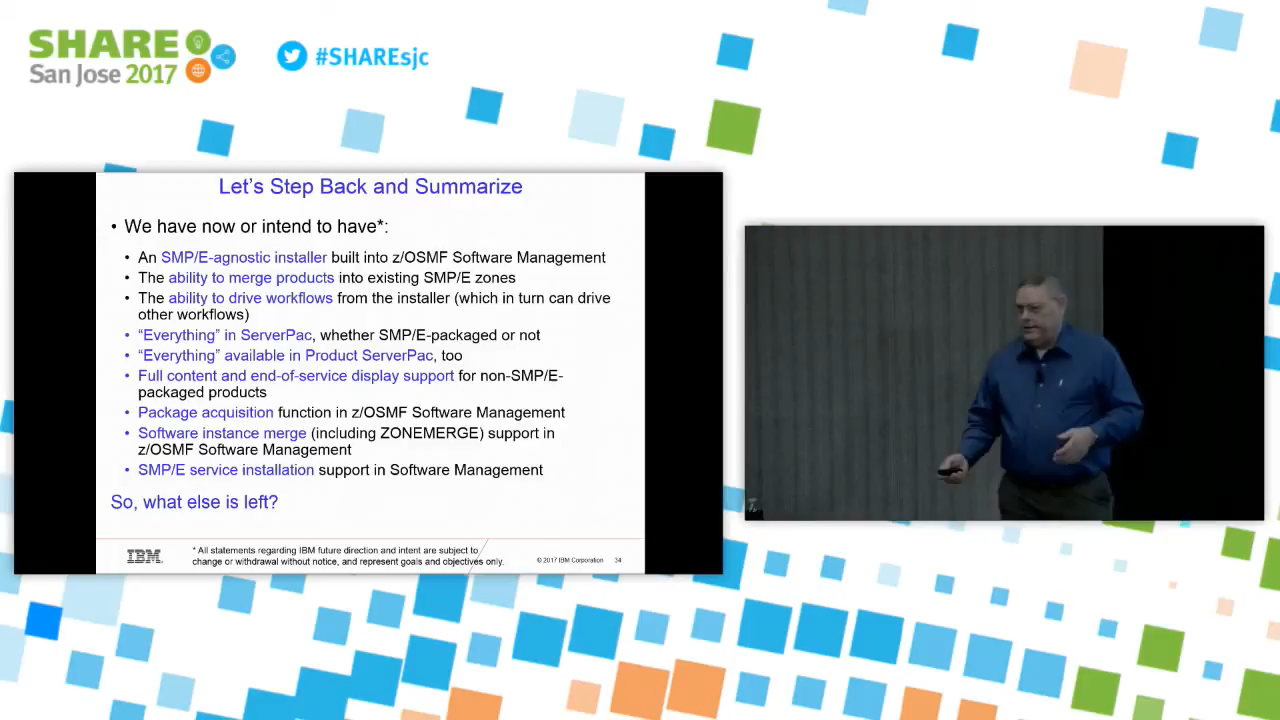 SHARE
San Jose 2017
#SHAREsjc
Let's Step Back and Summarize
• We have now or intend to have*:
• An SMP/E-agnostic installer built into z/OSMF Software Management
• The ability to merge products into existing SMP/E zones
• The ability to drive workflows from the installer (which in turn can drive
other workflows)
• “Everything” in ServerPac, whether SMP/E-packaged or not
• “Everything” available in Product ServerPac, too
• Full content and end-of-service display support for non-SMP/E-
packaged products
• Package acquisition function in z/OSMF Software Management
• Software instance merge (including ZONEMERGE) support in
z/OSMF Software Management
• SMP/E service installation support in Software Management
So, what else is left?
IBM.
* All statements regarding IBM future direction and intent are subject to
change or withdrawal without notice, and represent goals and objectives only.
© 2017 IBM Corporation 34